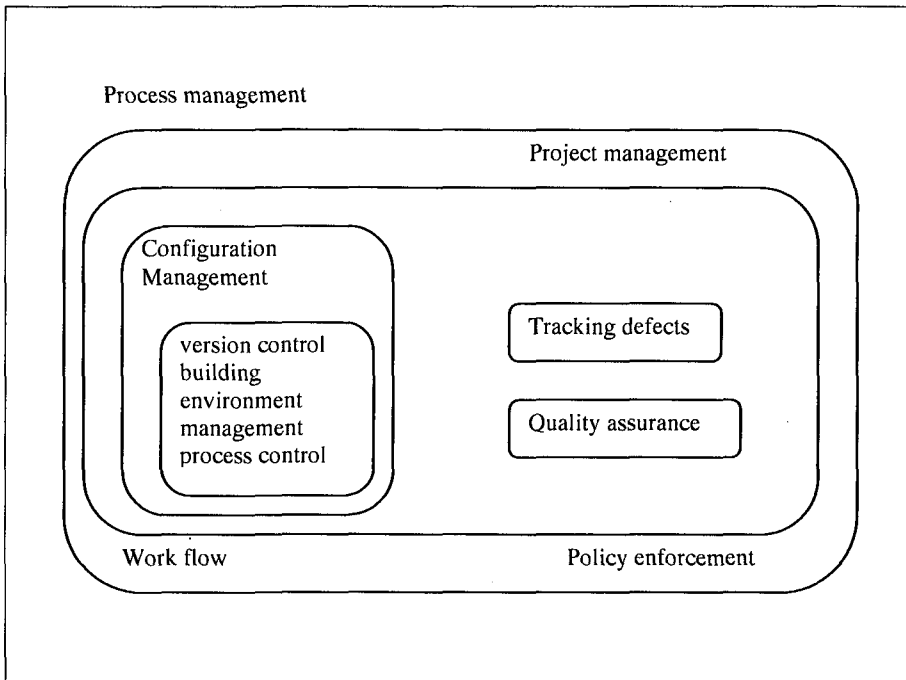 Process management
Project management
Configuration
Management
version control
building
environment
management
process control
Tracking defects
Quality assurance
Work flow
Policy enforcement